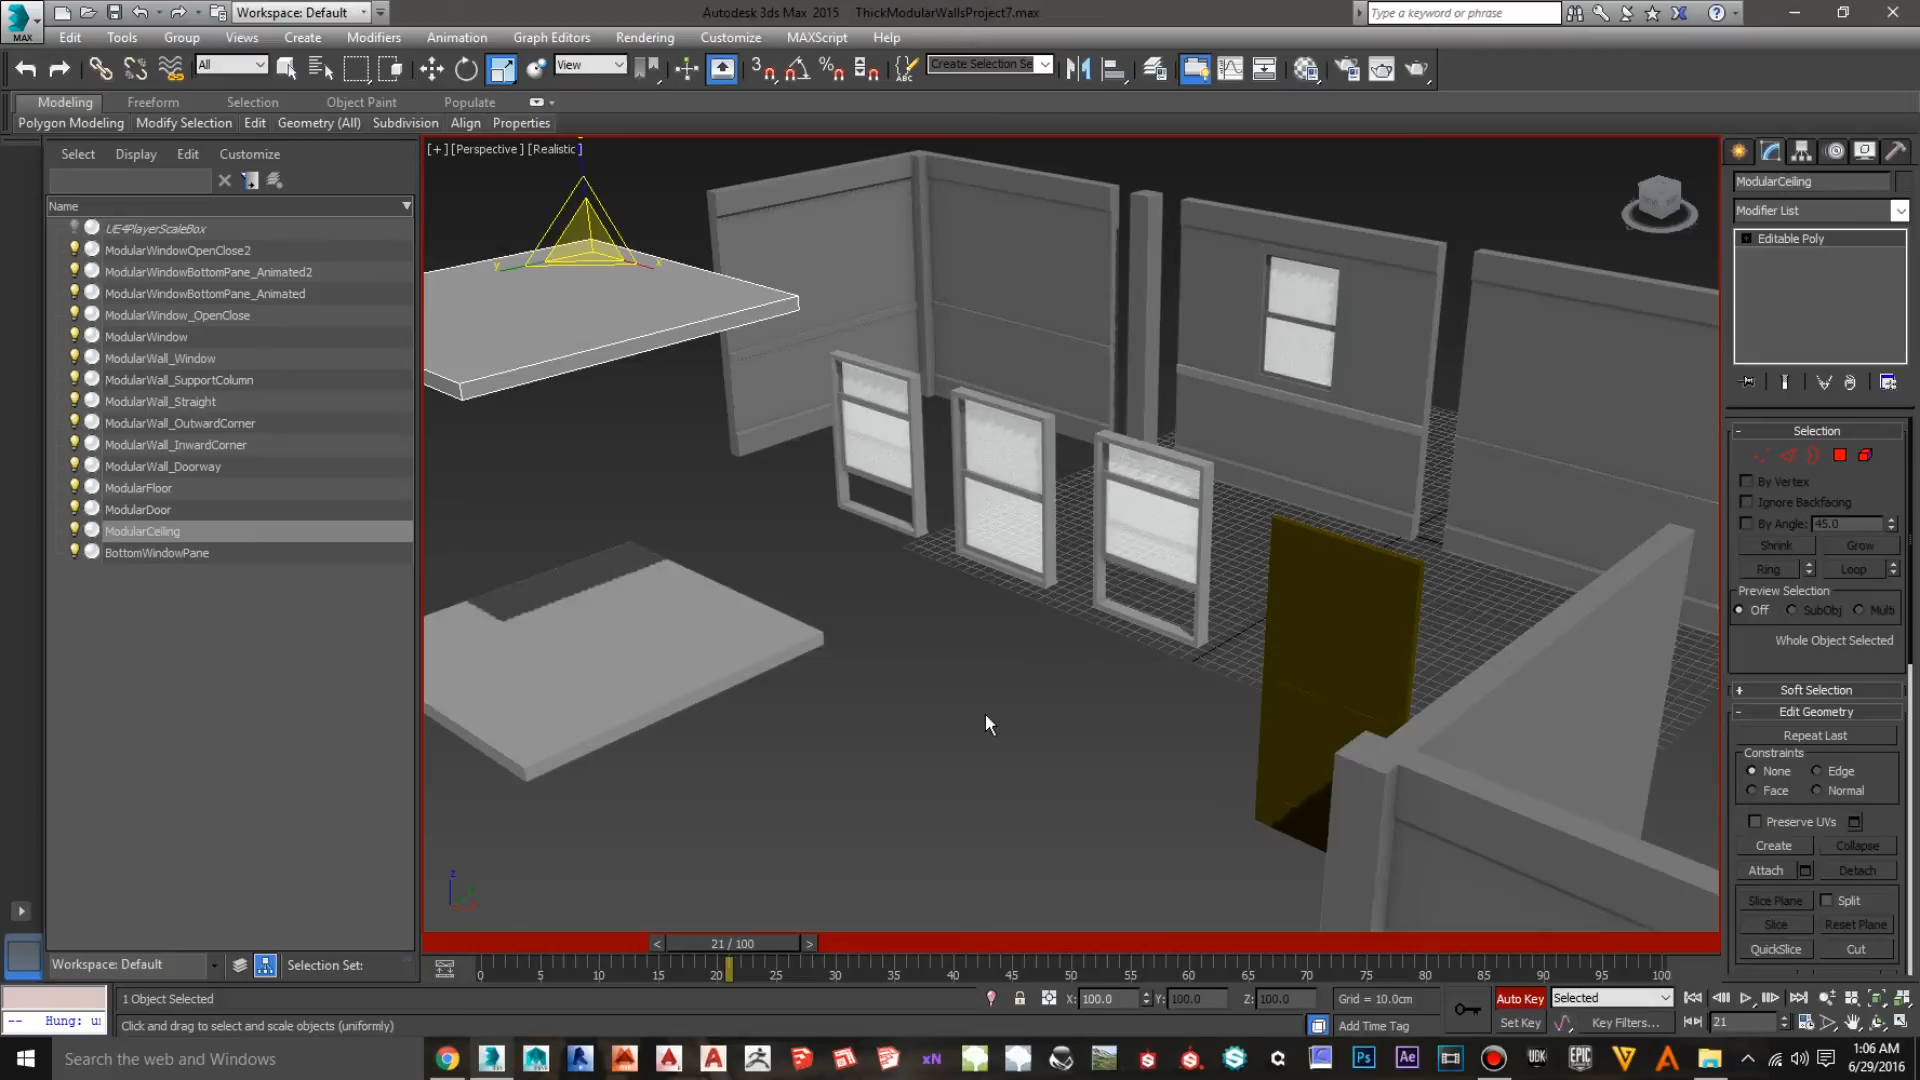 Workspace: Default
Autodesk 3ds Max 2015 ThickModularWallsProject7.max
Type a keyword or phrase
MAX
Edit Tools Group Views Create Modifiers Animation Graph Editors Rendering Customize MAXScript Help
All
View
3
ABC
Create Selection Se
Modeling Freeform Selection Object Paint Populate
Polygon Modeling Modify Selection Edit Geometry (All) Subdivision Align Properties
Select Display Edit Customize
Name
UE4PlayerScaleBox
ModularWindowOpenClose2
ModularWindowBottomPane_Animated2
ModularWindowBottomPane_Animated
ModularWindow_OpenClose
ModularWindow
ModularWall_Window
ModularWall_SupportColumn
ModularWall_Straight
ModularWall_OutwardCorner
ModularWall_InwardCorner
ModularWall_Doorway
ModularFloor
ModularDoor
ModularCeiling
BottomWindowPane
[+] [Perspective ] [Realistic ]
y
x
z
ModularCeiling
Modifier List
Editable Poly
Selection
By Vertex
Ignore Backfacing
By Angle: 45.0
Shrink Grow
Ring Loop
Preview Selection
Off SubObj Multi
Whole Object Selected
Soft Selection
Edit Geometry
Repeat Last
Constraints
None Edge
Face Normal
Preserve UVs
Create Collapse
Attach Detach
Slice Plane Split
Slice Reset Plane
QuickSlice Cut
< 21 / 100 >
Workspace: Default Selection Set:
0 5 10 15 20 25 30 35 40 45 50 55 60 65 70 75 80 85 90 95 100
1 Object Selected X: 100.0 Y: 100.0 Z: 100.0 Grid = 10.0cm Auto Key Selected
-- Hung: u
Click and drag to select and scale objects (uniformly) Add Time Tag Set Key Key Filters... 21
Search the web and Windows
xN
Ps
Ae
UDK
EPIC
1:06 AM
6/29/2016